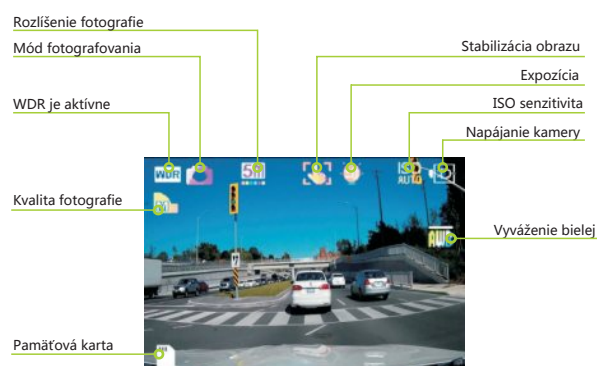 Rozlíšenie fotografie
Mód fotografovania
Stabilizácia obrazu
Expozícia
WDR je aktívne
ISO senzitivita
Napájanie kamery
WDR
5m
ISO
AUTO
Kvalita fotografie
AWB
Vyváženie bielej
Pamäťová karta